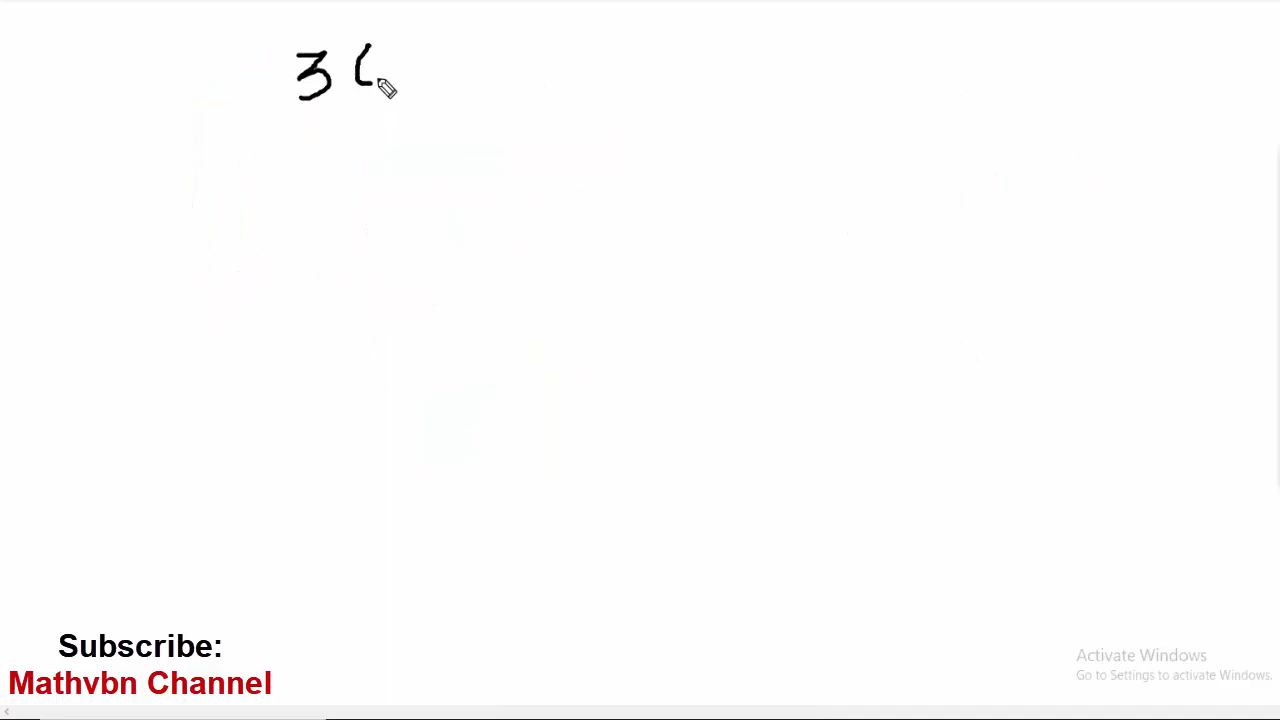 3 (
Subscribe:
Mathvbn Channel
Activate Windows
Go to Settings to activate Windows.